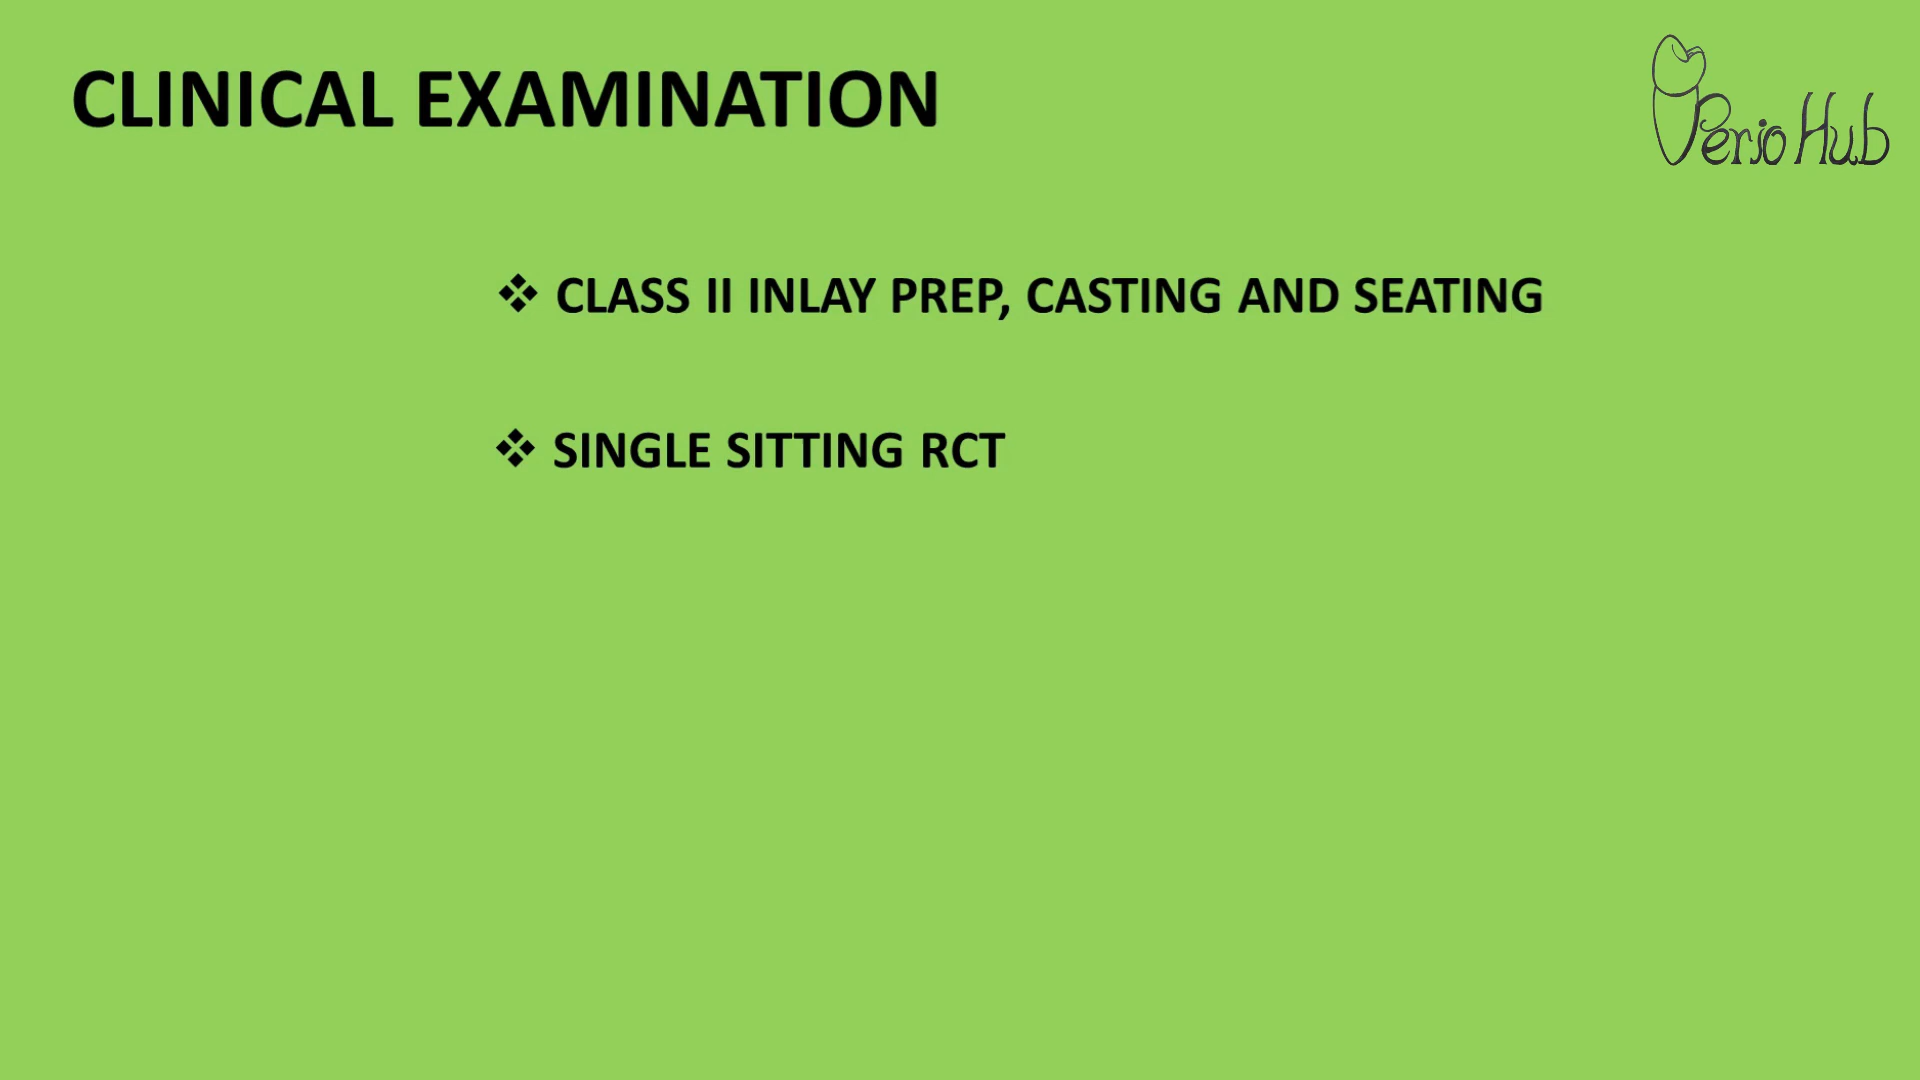 CLINICAL EXAMINATION
Perio Hub
❖ CLASS II INLAY PREP, CASTING AND SEATING
❖ SINGLE SITTING RCT